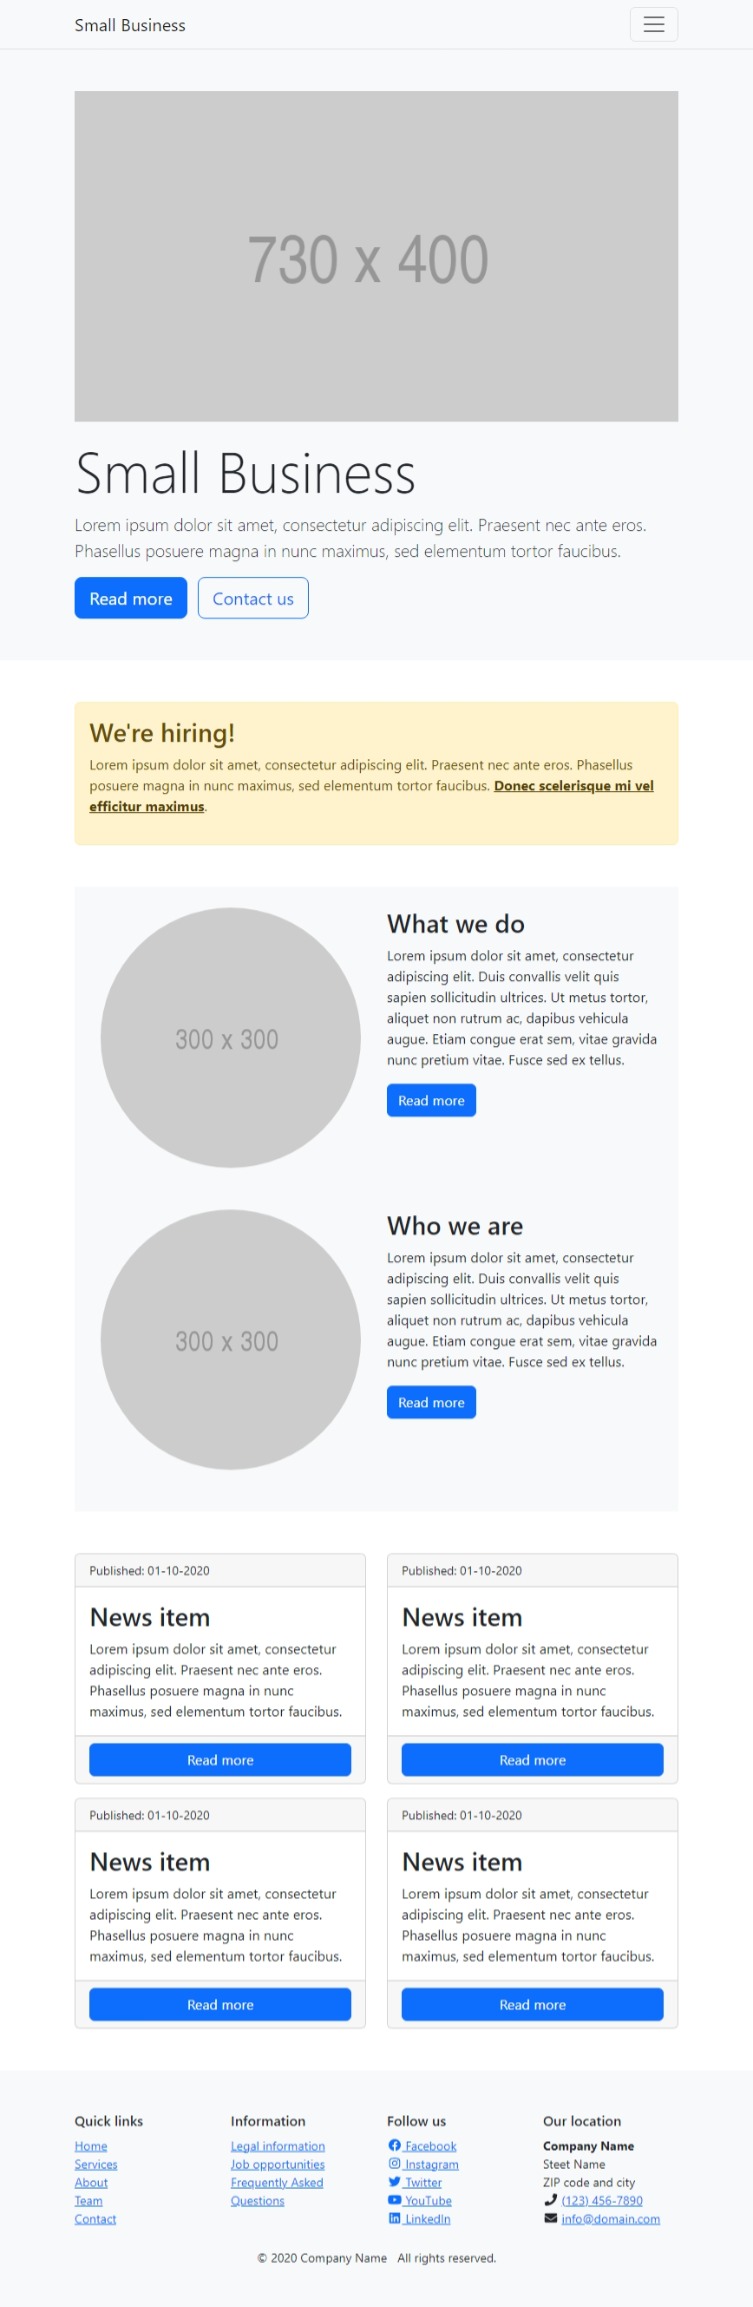 Small Business
730 x 400
Small Business
Lorem ipsum dolor sit amet, consectetur adipiscing elit. Praesent nec ante eros.
Phasellus posuere magna in nunc maximus, sed elementum tortor faucibus.
Read more Contact us
We're hiring!
Lorem ipsum dolor sit amet, consectetur adipiscing elit. Praesent nec ante eros. Phasellus
posuere magna in nunc maximus, sed elementum tortor faucibus. Donec scelerisque mi vel
efficitur maximus.
300 x 300
What we do
Lorem ipsum dolor sit amet, consectetur
adipiscing elit. Duis convallis velit quis
sapien sollicitudin ultrices. Ut metus tortor,
aliquet non rutrum ac, dapibus vehicula
augue. Etiam congue erat sem, vitae gravida
nunc pretium vitae. Fusce sed ex tellus.
Read more
300 x 300
Who we are
Lorem ipsum dolor sit amet, consectetur
adipiscing elit. Duis convallis velit quis
sapien sollicitudin ultrices. Ut metus tortor,
aliquet non rutrum ac, dapibus vehicula
augue. Etiam congue erat sem, vitae gravida
nunc pretium vitae. Fusce sed ex tellus.
Read more
Published: 01-10-2020
News item
Lorem ipsum dolor sit amet, consectetur
adipiscing elit. Praesent nec ante eros.
Phasellus posuere magna in nunc
maximus, sed elementum tortor faucibus.
Read more
Published: 01-10-2020
News item
Lorem ipsum dolor sit amet, consectetur
adipiscing elit. Praesent nec ante eros.
Phasellus posuere magna in nunc
maximus, sed elementum tortor faucibus.
Read more
Published: 01-10-2020
News item
Lorem ipsum dolor sit amet, consectetur
adipiscing elit. Praesent nec ante eros.
Phasellus posuere magna in nunc
maximus, sed elementum tortor faucibus.
Read more
Published: 01-10-2020
News item
Lorem ipsum dolor sit amet, consectetur
adipiscing elit. Praesent nec ante eros.
Phasellus posuere magna in nunc
maximus, sed elementum tortor faucibus.
Read more
Quick links
Home
Services
About
Team
Contact
Information
Legal information
Job opportunities
Frequently Asked
Questions
Follow us
Facebook
Instagram
Twitter
YouTube
LinkedIn
Our location
Company Name
Steet Name
ZIP code and city
(123) 456-7890
info@domain.com
© 2020 Company Name All rights reserved.